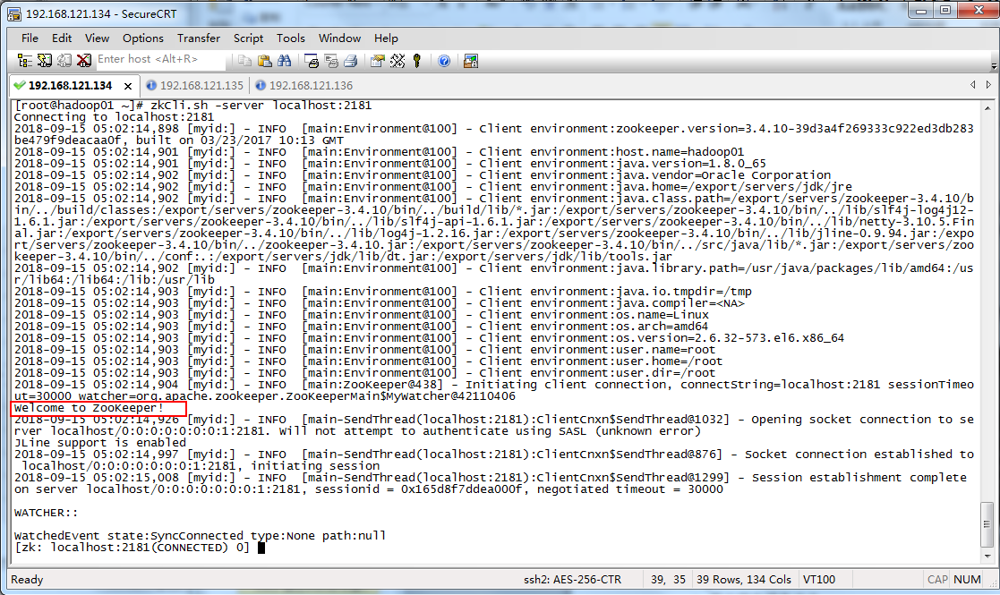 192.168.121.134 - SecureCRT
File Edit View Options Transfer Script Tools Window Help
Enter host <Alt+R>
192.168.121.134 192.168.121.135 192.168.121.136
[root@hadoop01 ~]# zkCli.sh -server localhost:2181
Connecting to localhost:2181
2018-09-15 05:02:14,898 [myid:] - INFO  [main:Environment@100] - Client environment:zookeeper.version=3.4.10-39d3a4f269333c922ed3db283
be479f9deacaa0f, built on 03/23/2017 10:13 GMT
2018-09-15 05:02:14,901 [myid:] - INFO  [main:Environment@100] - Client environment:host.name=hadoop01
2018-09-15 05:02:14,901 [myid:] - INFO  [main:Environment@100] - Client environment:java.version=1.8.0_65
2018-09-15 05:02:14,902 [myid:] - INFO  [main:Environment@100] - Client environment:java.vendor=Oracle Corporation
2018-09-15 05:02:14,902 [myid:] - INFO  [main:Environment@100] - Client environment:java.home=/export/servers/jdk/jre
2018-09-15 05:02:14,902 [myid:] - INFO  [main:Environment@100] - Client environment:java.class.path=/export/servers/zookeeper-3.4.10/b
in/../build/classes:/export/servers/zookeeper-3.4.10/bin/../build/lib/*.jar:/export/servers/zookeeper-3.4.10/bin/../lib/slf4j-log4j12-
1.6.1.jar:/export/servers/zookeeper-3.4.10/bin/../lib/slf4j-api-1.6.1.jar:/export/servers/zookeeper-3.4.10/bin/../lib/netty-3.10.5.Fin
al.jar:/export/servers/zookeeper-3.4.10/bin/../lib/log4j-1.2.16.jar:/export/servers/zookeeper-3.4.10/bin/../lib/jline-0.9.94.jar:/expo
rt/servers/zookeeper-3.4.10/bin/../zookeeper-3.4.10.jar:/export/servers/zookeeper-3.4.10/bin/../src/java/lib/*.jar:/export/servers/zoo
keeper-3.4.10/bin/../conf:.:/export/servers/jdk/lib/dt.jar:/export/servers/jdk/lib/tools.jar
2018-09-15 05:02:14,902 [myid:] - INFO  [main:Environment@100] - Client environment:java.library.path=/usr/java/packages/lib/amd64:/us
r/lib64:/lib64:/lib:/usr/lib
2018-09-15 05:02:14,903 [myid:] - INFO  [main:Environment@100] - Client environment:java.io.tmpdir=/tmp
2018-09-15 05:02:14,903 [myid:] - INFO  [main:Environment@100] - Client environment:java.compiler=<NA>
2018-09-15 05:02:14,903 [myid:] - INFO  [main:Environment@100] - Client environment:os.name=Linux
2018-09-15 05:02:14,903 [myid:] - INFO  [main:Environment@100] - Client environment:os.arch=amd64
2018-09-15 05:02:14,903 [myid:] - INFO  [main:Environment@100] - Client environment:os.version=2.6.32-573.el6.x86_64
2018-09-15 05:02:14,903 [myid:] - INFO  [main:Environment@100] - Client environment:user.name=root
2018-09-15 05:02:14,903 [myid:] - INFO  [main:Environment@100] - Client environment:user.home=/root
2018-09-15 05:02:14,903 [myid:] - INFO  [main:Environment@100] - Client environment:user.dir=/root
2018-09-15 05:02:14,904 [myid:] - INFO  [main:ZooKeeper@438] - Initiating client connection, connectString=localhost:2181 sessionTimeo
ut=30000 watcher=org.apache.zookeeper.ZooKeeperMain$MyWatcher@42110406
Welcome to ZooKeeper!
2018-09-15 05:02:14,926 [myid:] - INFO  [main-SendThread(localhost:2181):ClientCnxn$SendThread@1032] - Opening socket connection to se
rver localhost/0:0:0:0:0:0:0:1:2181. Will not attempt to authenticate using SASL (unknown error)
JLine support is enabled
2018-09-15 05:02:14,997 [myid:] - INFO  [main-SendThread(localhost:2181):ClientCnxn$SendThread@876] - Socket connection established to
 localhost/0:0:0:0:0:0:0:1:2181, initiating session
2018-09-15 05:02:15,008 [myid:] - INFO  [main-SendThread(localhost:2181):ClientCnxn$SendThread@1299] - Session establishment complete
on server localhost/0:0:0:0:0:0:0:1:2181, sessionid = 0x165d8f7ddea000f, negotiated timeout = 30000
WATCHER::
WatchedEvent state:SyncConnected type:None path:null
[zk: localhost:2181(CONNECTED) 0]
Ready ssh2: AES-256-CTR 39, 35 39 Rows, 134 Cols VT100 CAP NUM